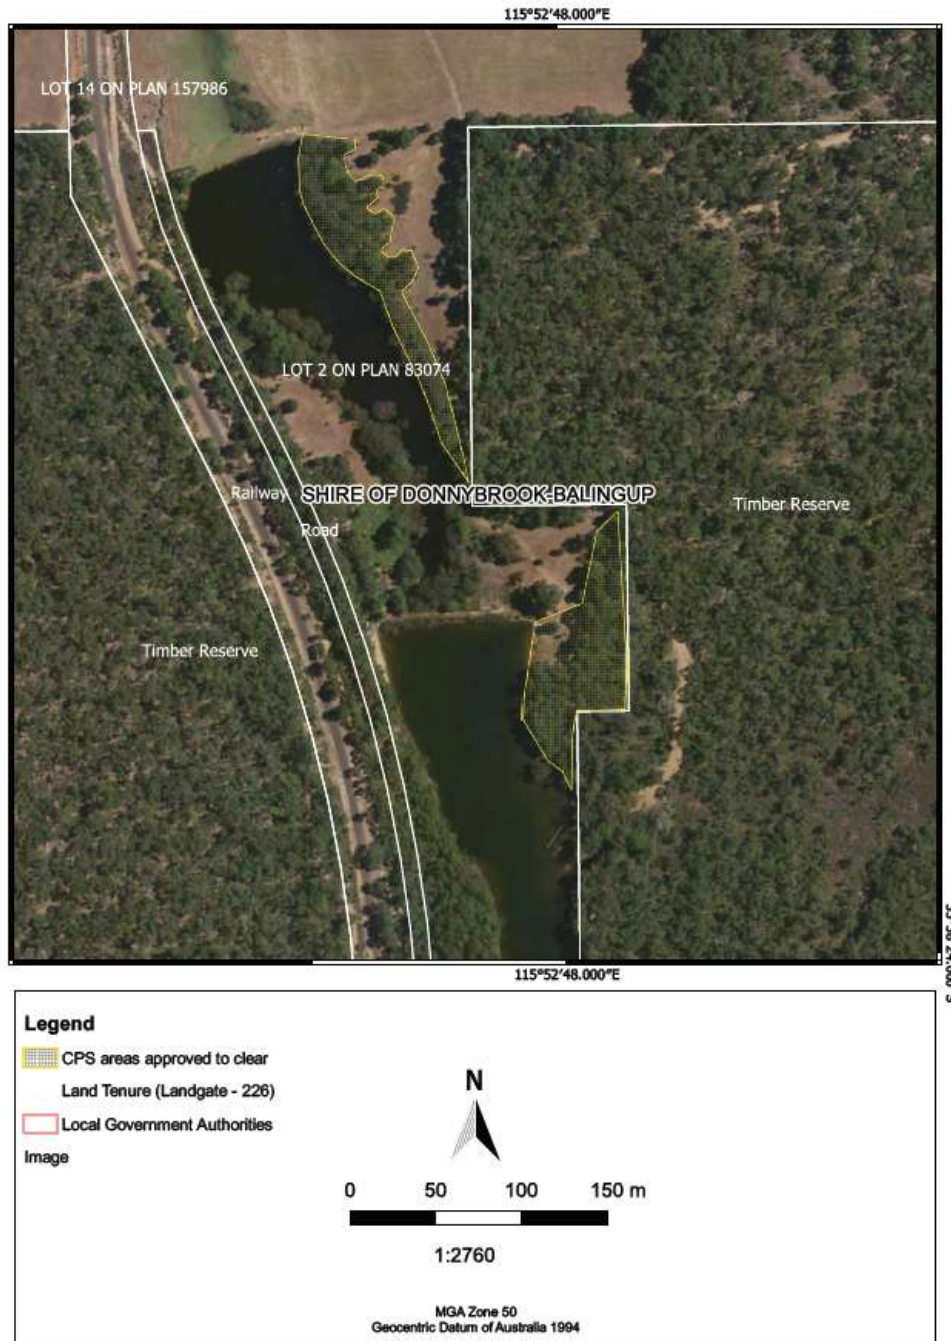 115°52'48.000"E
LOT 14 ON PLAN 157986
LOT 2 ON PLAN 83074
Railway
SHIRE OF DONNYBROOK-BALINGUP
Timber Reserve
Road
Timber Reserve
115°52'48.000"E
Legend
CPS areas approved to clear
Land Tenure (Landgate - 226)
Local Government Authorities
Image
N
0 50 100 150 m
1:2760
MGA Zone 50
Geocentric Datum of Australia 1994